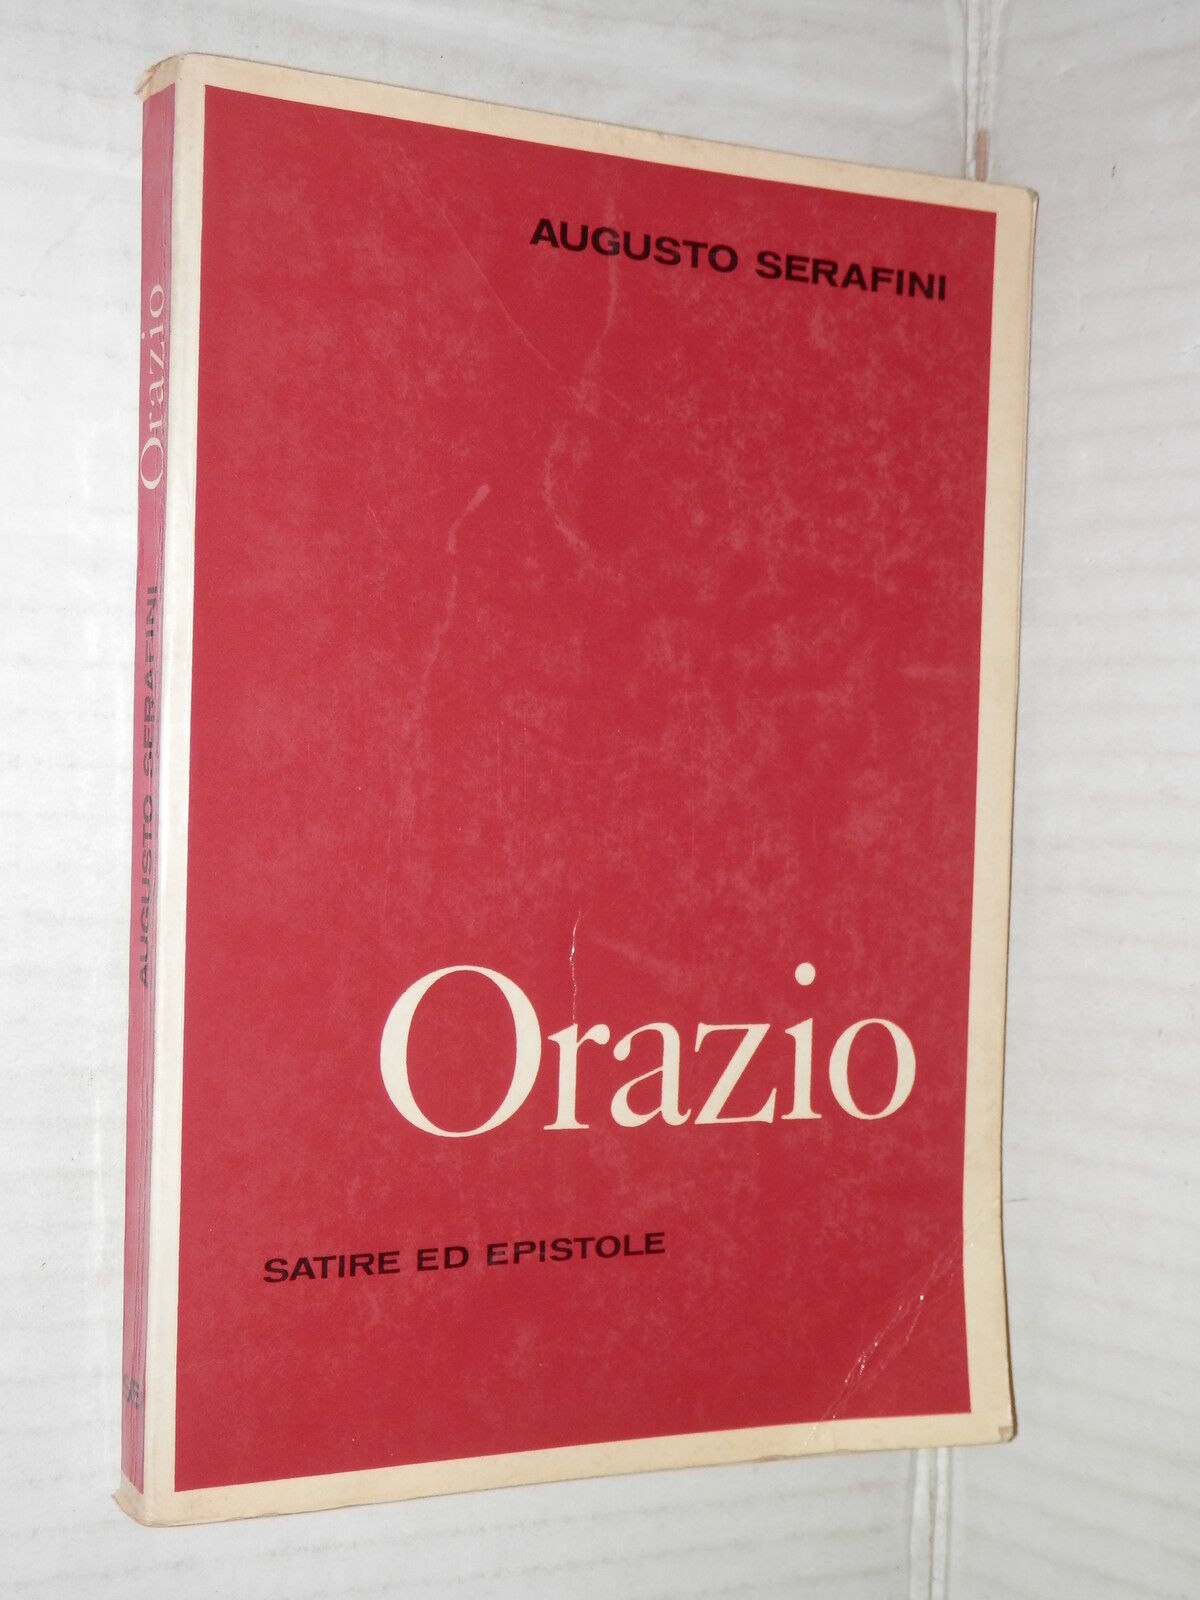 AUGUSTO SERAFINI
Orazio
SATIRE ED EPISTOLE
Orazio
AUGUSTO SERAFINI